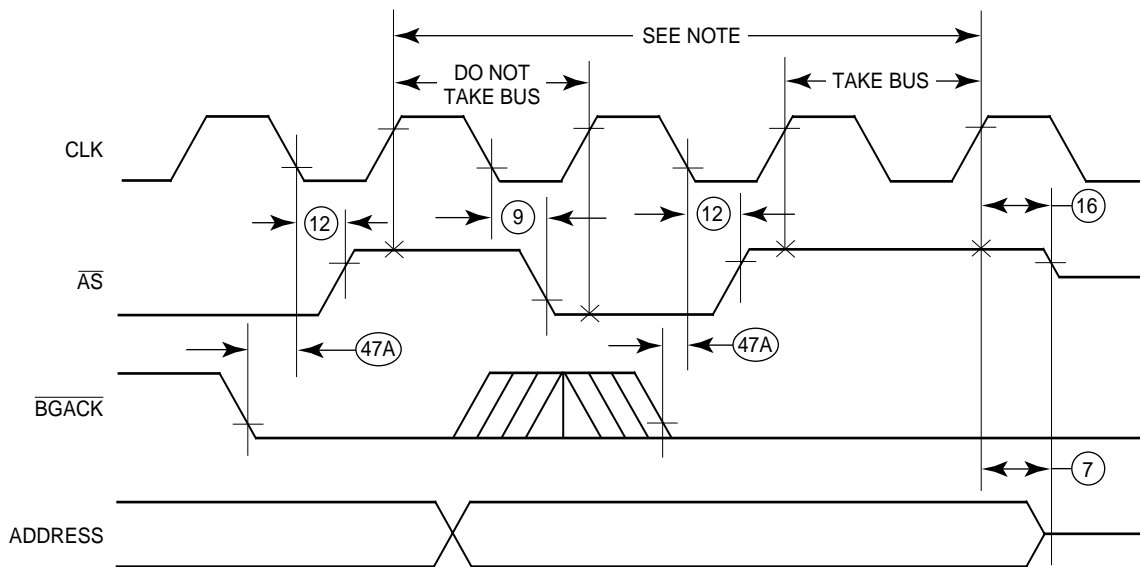 SEE NOTE
DO NOT
TAKE BUS
TAKE BUS
CLK
12
9
12
16
AS
47A
47A
BGACK
7
ADDRESS